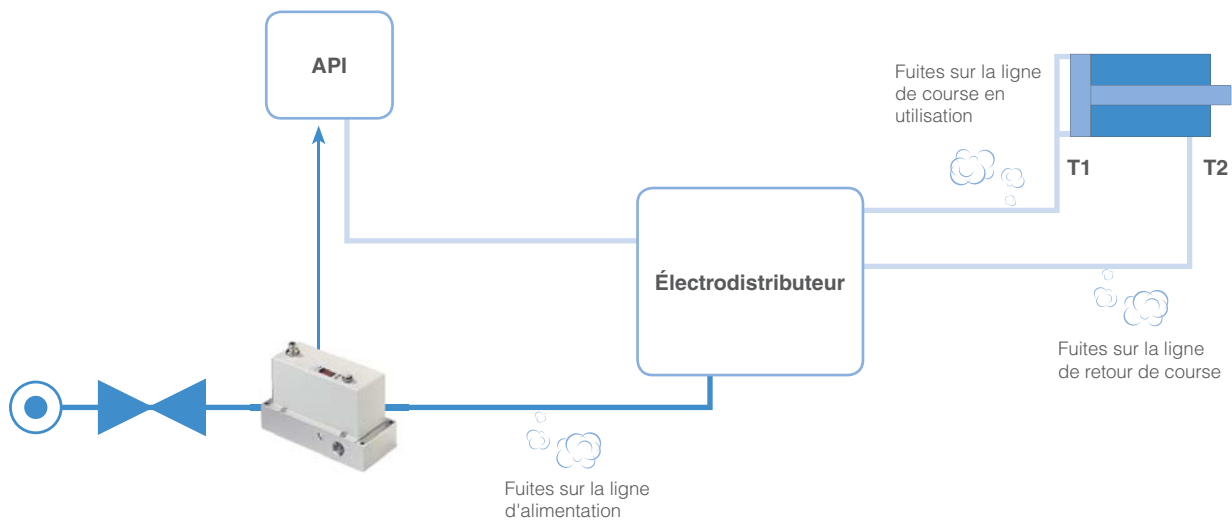 API
Fuites sur la ligne
de course en
utilisation
T1
T2
Électrodistributeur
Fuites sur la ligne
de retour de course
Fuites sur la ligne
d'alimentation